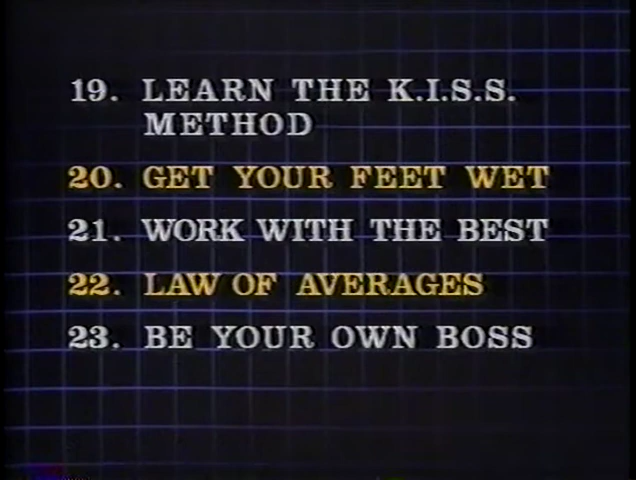 19. LEARN THE K.I.S.S.
METHOD
20. GET YOUR FEET WET
21. WORK WITH THE BEST
22. LAW OF AVERAGES
23. BE YOUR OWN BOSS